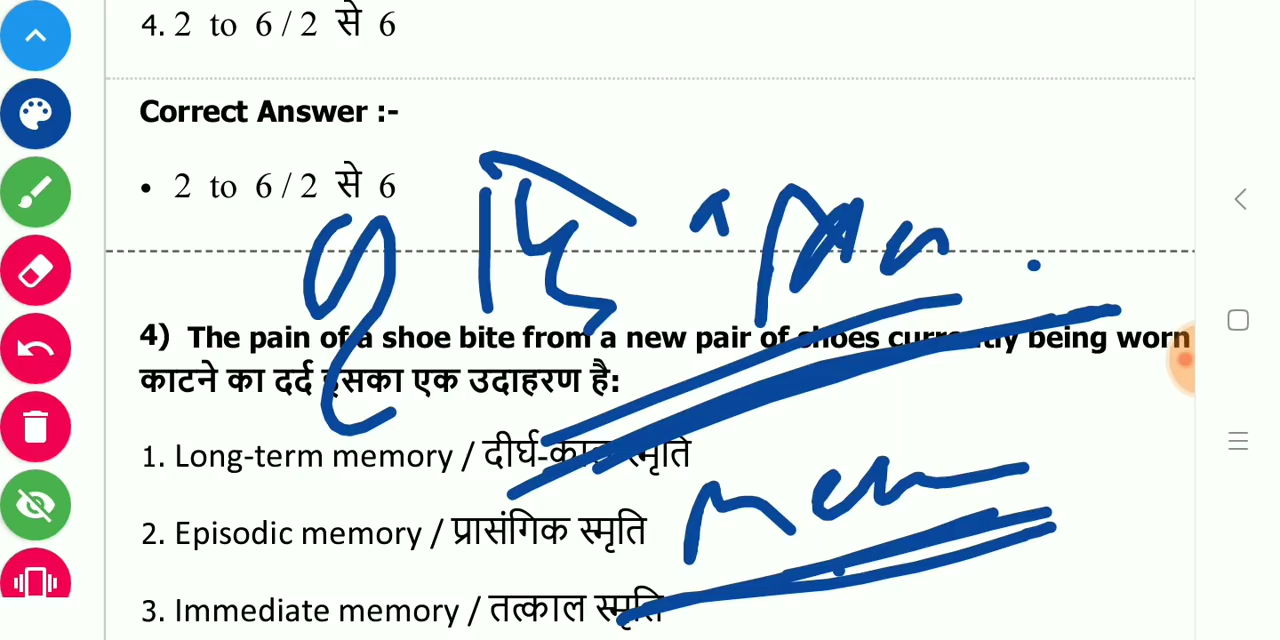 4. 2 to 6 / 2 से 6
Correct Answer :-
• 2 to 6 / 2 से 6
4) The pain of a shoe bite from a new pair of shoes currently being worn
काटने का दर्द इसका एक उदाहरण है:
1. Long-term memory / दीर्घ-काल स्मृति
2. Episodic memory / प्रासंगिक स्मृति
3. Immediate memory / तत्काल स्मृति